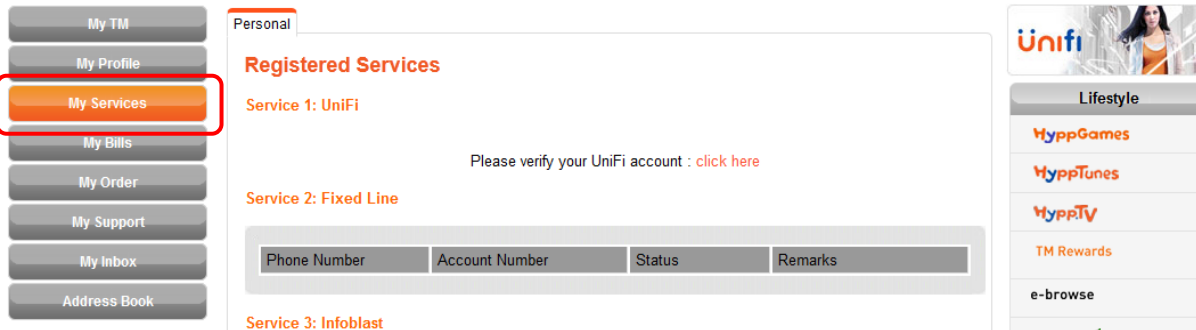 My TM
My Profile
My Services
My Bills
My Order
My Support
My Inbox
Address Book
Personal
Registered Services
Service 1: UniFi
Please verify your UniFi account : click here
Service 2: Fixed Line
Phone Number Account Number Status Remarks
Service 3: Infoblast
Unifi
Lifestyle
HyppGames
HyppTunes
HyppTV
TM Rewards
e-browse